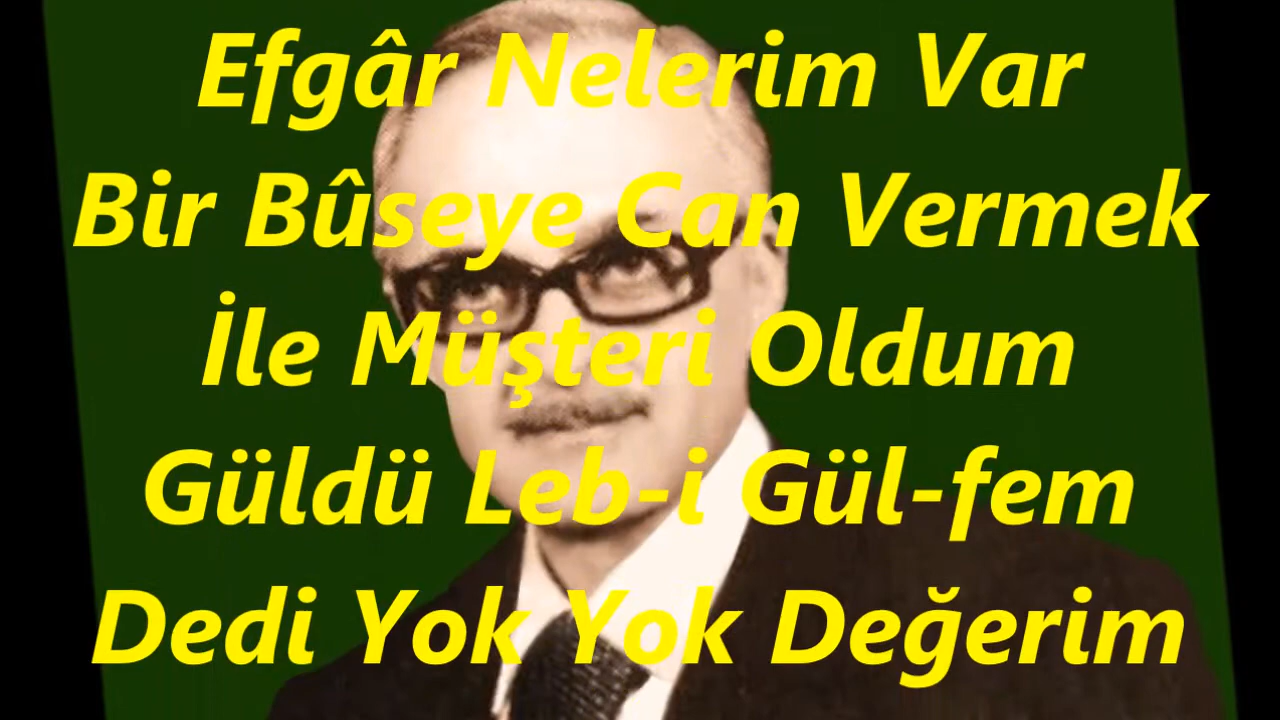 Efgâr Nelerim Var
Bir Bûseye Can Vermek
İle Müşteri Oldum
Güldü Leb-i Gül-fem
Dedi Yok Yok Değerim